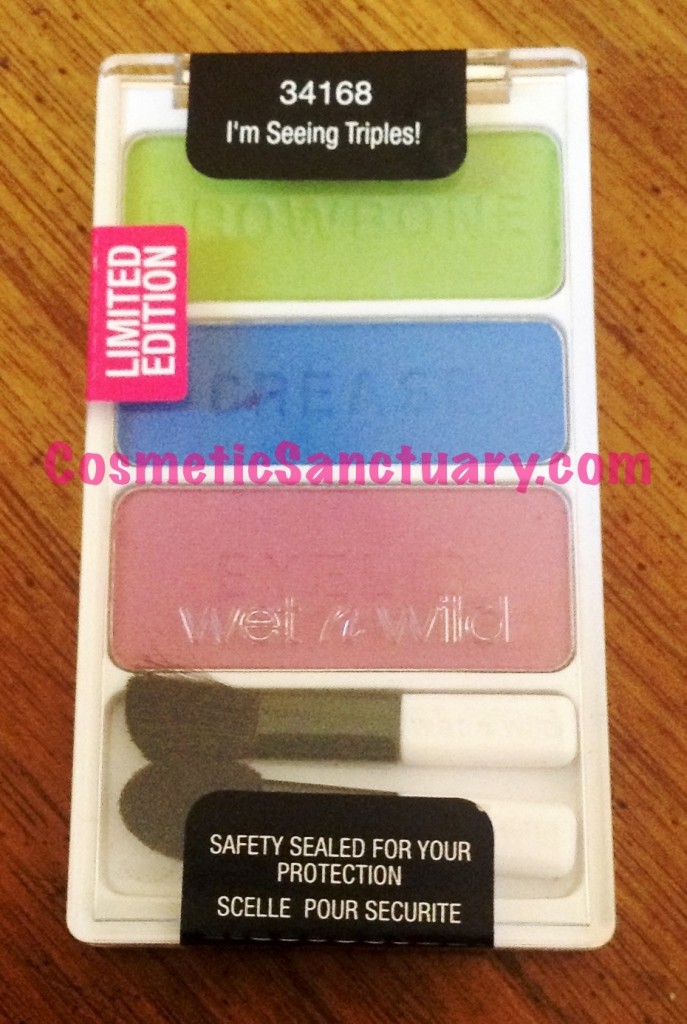 34168
I'm Seeing Triples!
BROWBONE
LIMITED
EDITION
CREASE
CosmeticSanctuary.com
EYELID
wet n wild
SAFETY SEALED FOR YOUR
PROTECTION
SCELLE POUR SECURITE